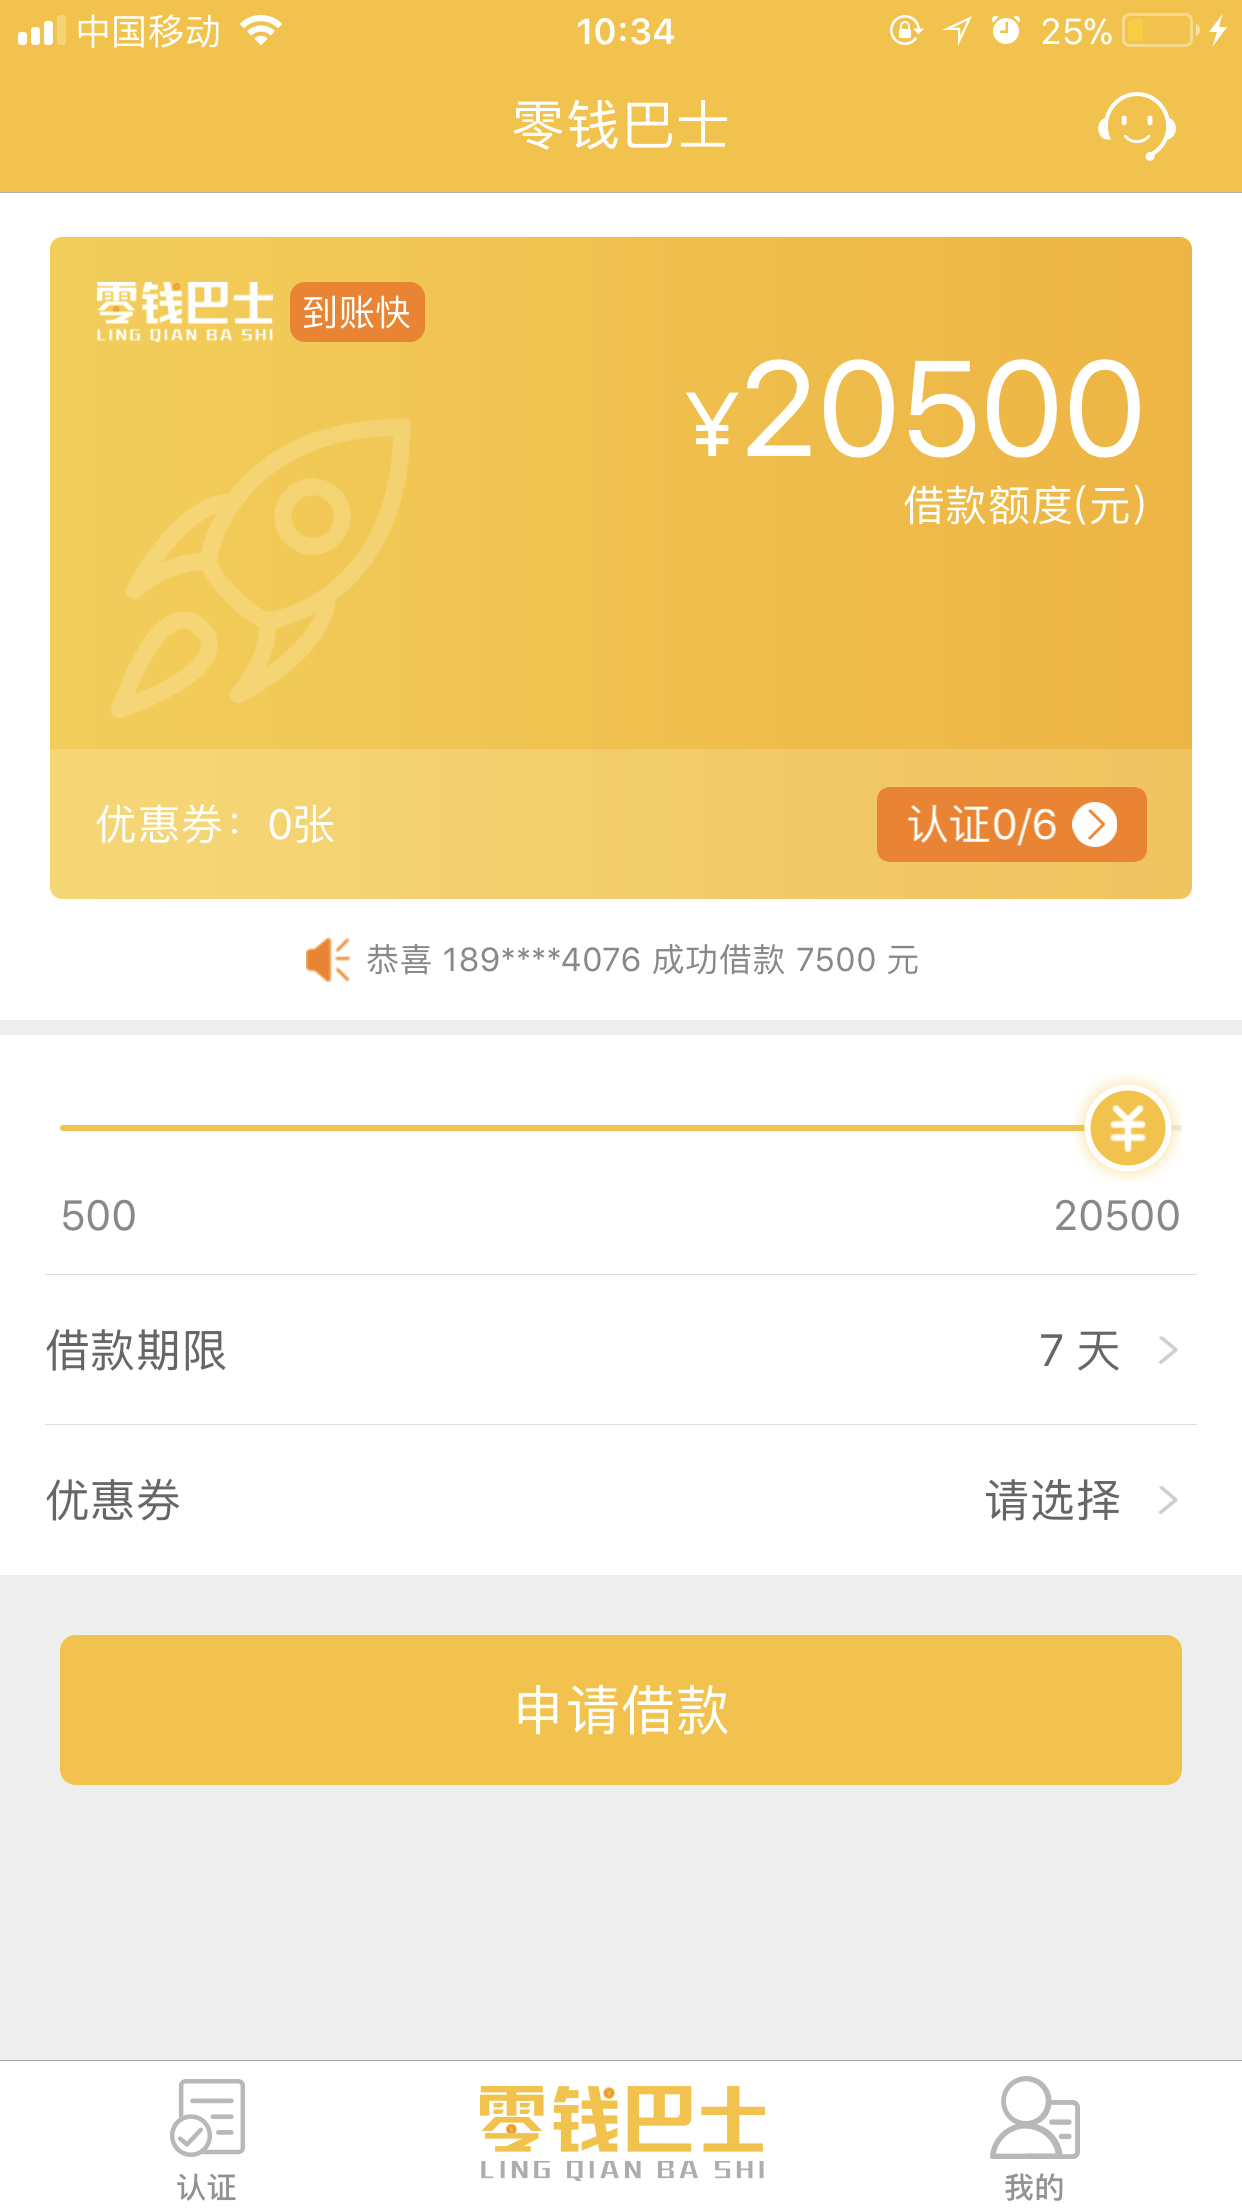 中国移动 10:34 25%
零钱巴士
零钱巴士 到账快
LING QIAN BA SHI
¥20500
借款额度(元)
优惠券：0张 认证0/6
恭喜 189****4076 成功借款 7500 元
¥
500 20500
借款期限 7 天
优惠券 请选择
申请借款
零钱巴士
LING QIAN BA SHI
认证 我的